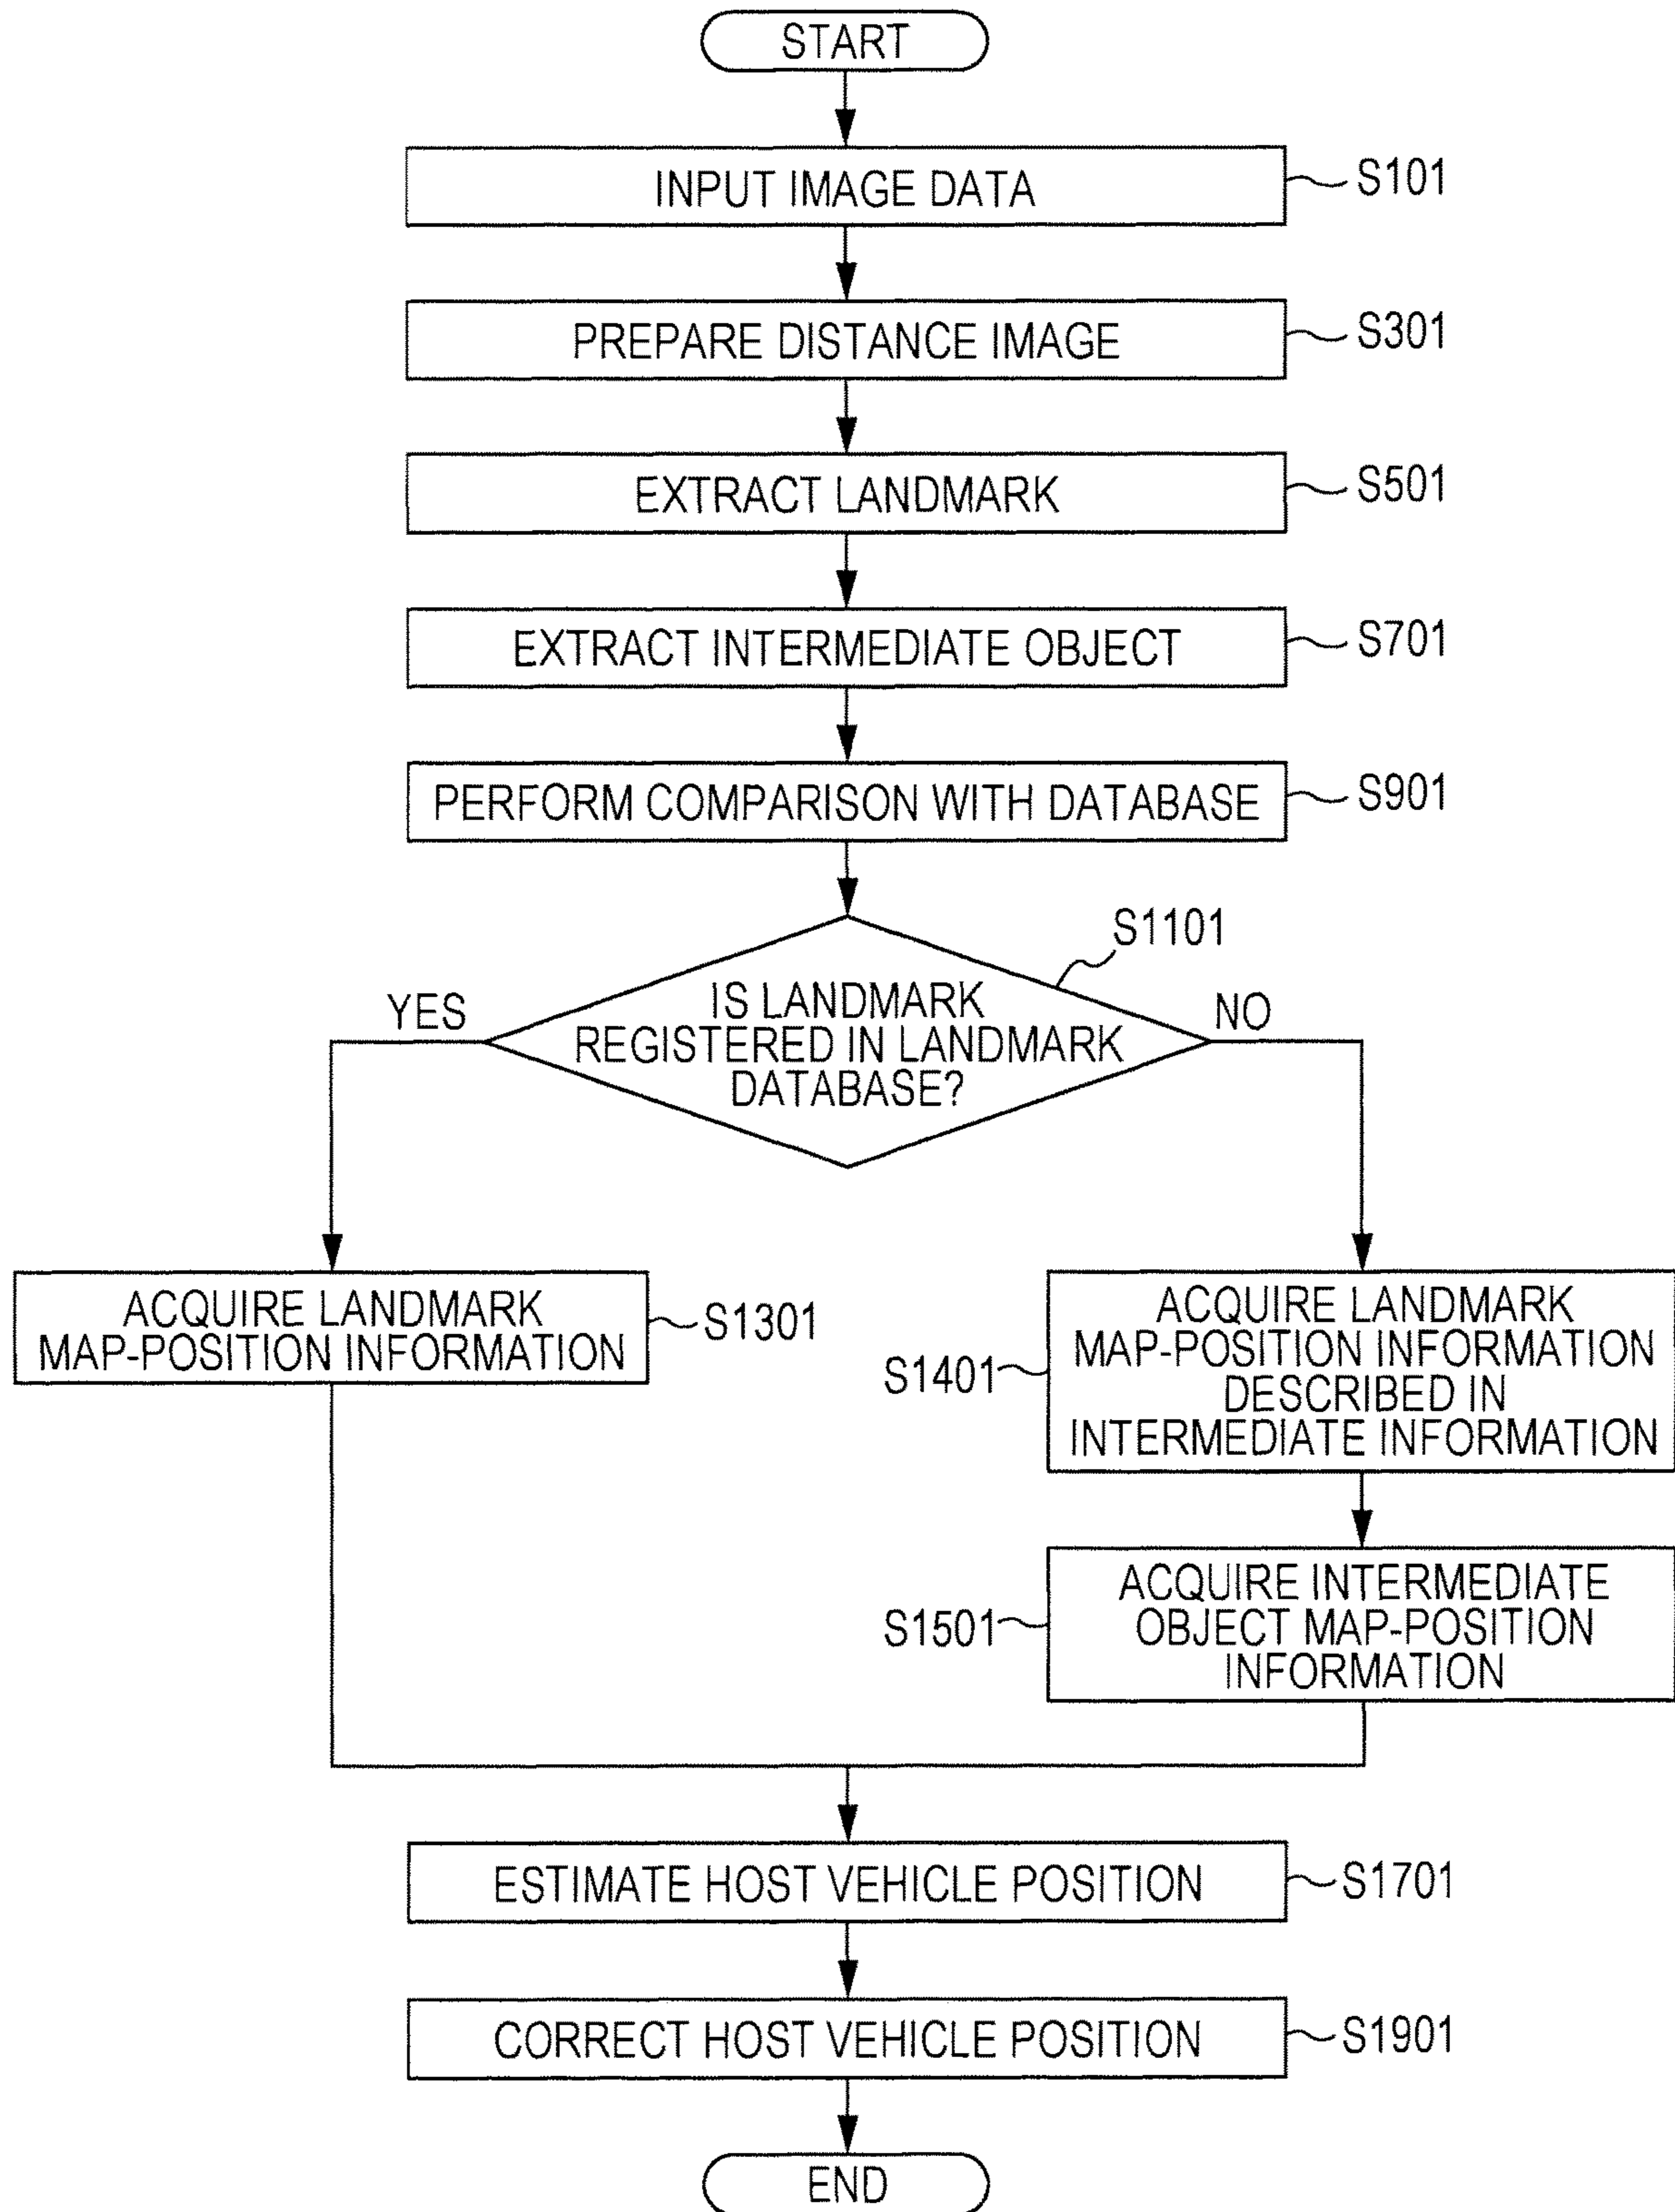 START
INPUT IMAGE DATA
S101
PREPARE DISTANCE IMAGE
S301
EXTRACT LANDMARK
S501
EXTRACT INTERMEDIATE OBJECT
S701
PERFORM COMPARISON WITH DATABASE
S901
S1101
IS LANDMARK
REGISTERED IN LANDMARK
DATABASE?
YES
NO
ACQUIRE LANDMARK
MAP-POSITION INFORMATION
S1301
ACQUIRE LANDMARK
MAP-POSITION INFORMATION
DESCRIBED IN
INTERMEDIATE INFORMATION
S1401
ACQUIRE INTERMEDIATE
OBJECT MAP-POSITION
INFORMATION
S1501
ESTIMATE HOST VEHICLE POSITION
S1701
CORRECT HOST VEHICLE POSITION
S1901
END